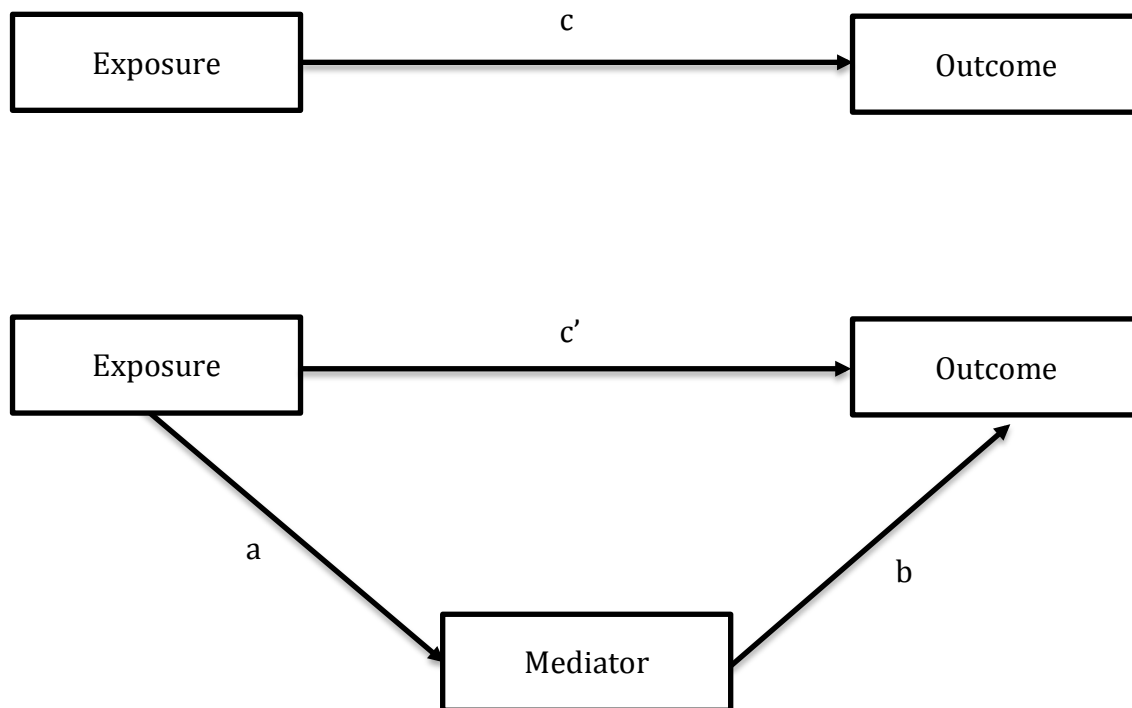 c
Exposure
Outcome
c’
Exposure
Outcome
a
b
Mediator